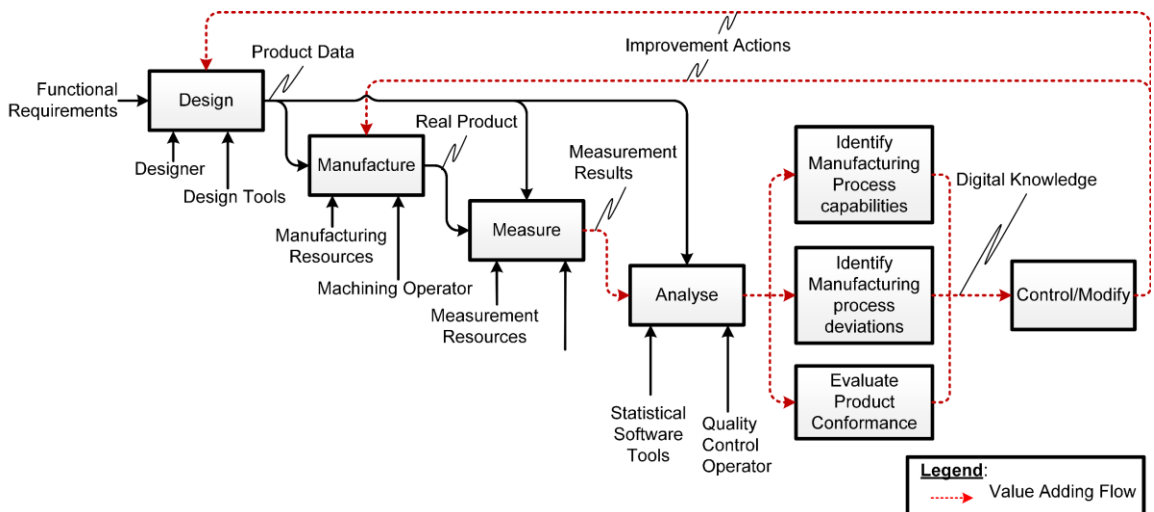 Improvement Actions
Product Data
Functional
Requirements
Design
Designer
Design Tools
Real Product
Manufacture
Manufacturing
Resources
Machining Operator
Measurement
Results
Measure
Measurement
Resources
Analyse
Statistical
Software
Tools
Quality
Control
Operator
Identify
Manufacturing
Process
capabilities
Identify
Manufacturing
process
deviations
Evaluate
Product
Conformance
Digital Knowledge
Control/Modify
Legend:
Value Adding Flow